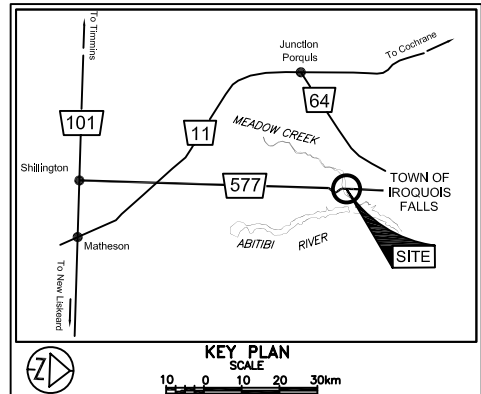 To Timmins
Junction
Porquis
To Cochrane
101
11
64
MEADOW CREEK
Shillington
577
TOWN OF
IROQUOIS
FALLS
ABITIBI RIVER
SITE
Matheson
To New Liskeard
Z
KEY PLAN
SCALE
10 0 10 20 30km